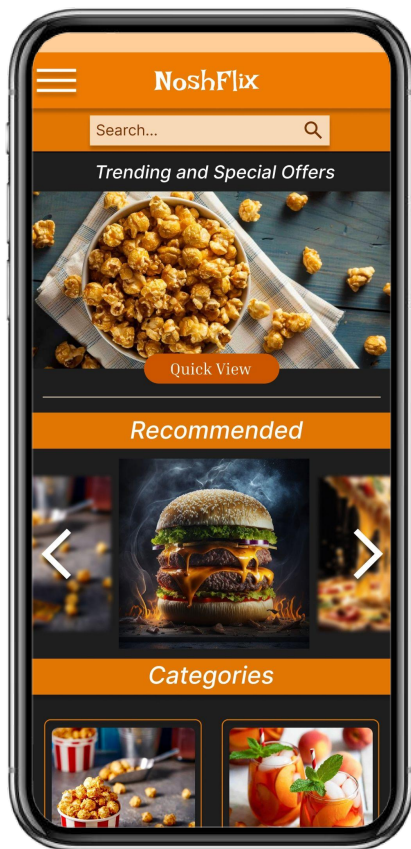 NoshFlix
Search...
Trending and Special Offers
Quick View
Recommended
Categories